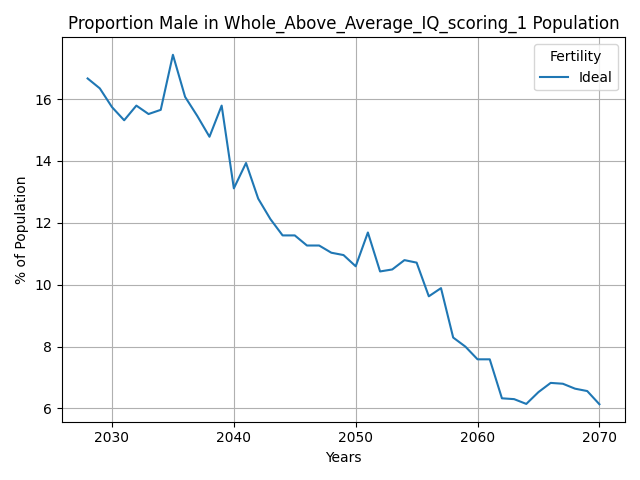 Proportion Male in Whole_Above_Average_IQ_scoring_1 Population
Fertility
Ideal
% of Population
16
14
12
10
8
6
2030 2040 2050 2060 2070
Years